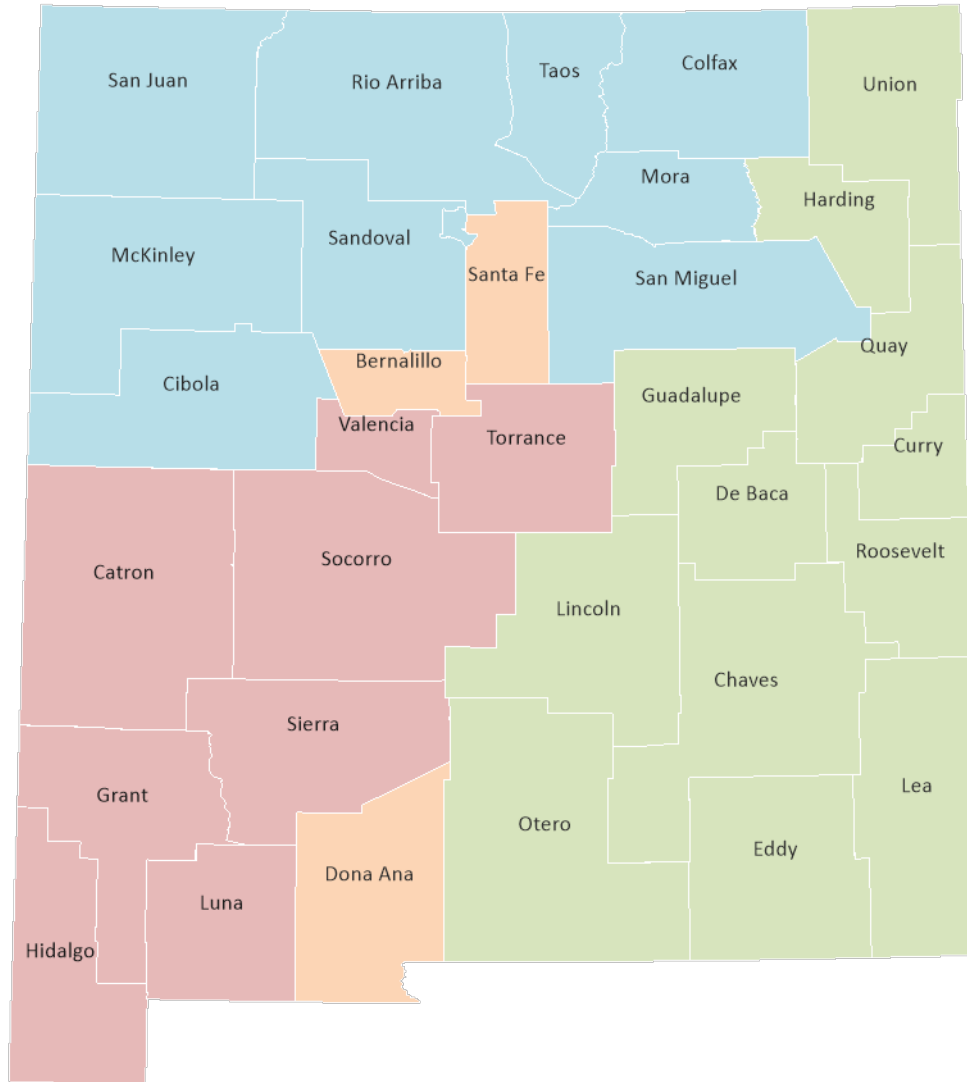 San Juan
Rio Arriba
Taos
Colfax
Union
Mora
Harding
McKinley
Sandoval
Santa Fe
San Miguel
Quay
Bernalillo
Cibola
Guadalupe
Valencia
Torrance
Curry
De Baca
Roosevelt
Catron
Socorro
Lincoln
Chaves
Sierra
Grant
Lea
Otero
Eddy
Dona Ana
Luna
Hidalgo